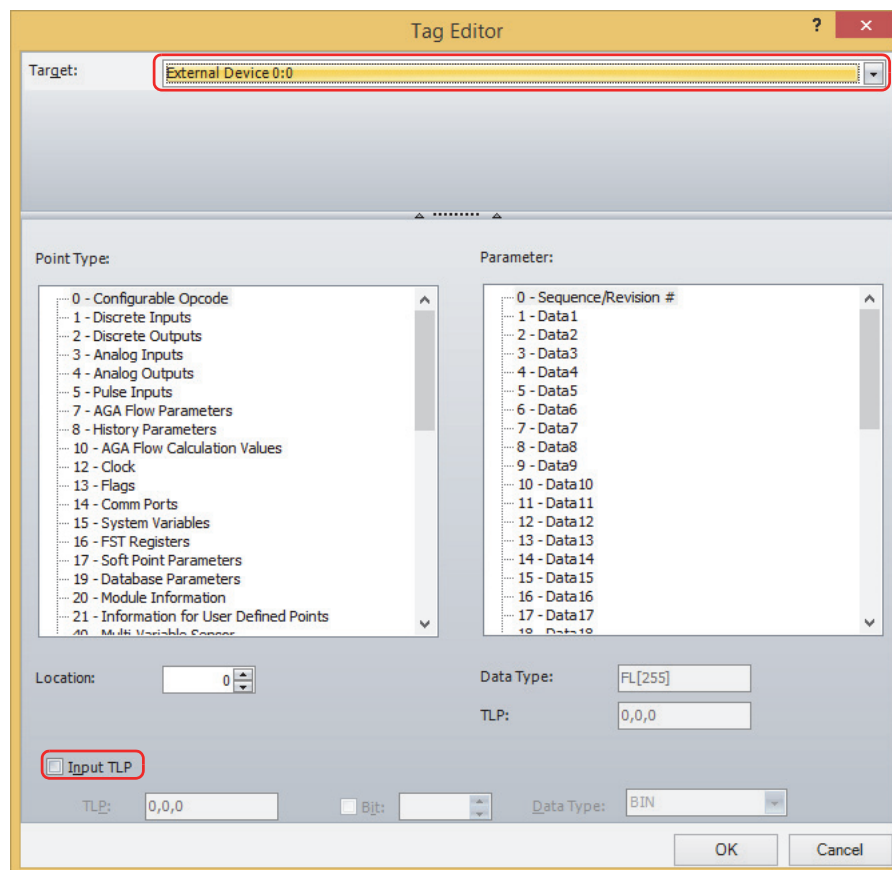 Tag Editor
? ×
Target: External Device 0:0
Point Type:
0 - Configurable Opcode
1 - Discrete Inputs
2 - Discrete Outputs
3 - Analog Inputs
4 - Analog Outputs
5 - Pulse Inputs
7 - AGA Flow Parameters
8 - History Parameters
10 - AGA Flow Calculation Values
12 - Clock
13 - Flags
14 - Comm Ports
15 - System Variables
16 - FST Registers
17 - Soft Point Parameters
19 - Database Parameters
20 - Module Information
21 - Information for User Defined Points
40 - Multi Variable Sensor
Parameter:
0 - Sequence/Revision #
1 - Data1
2 - Data2
3 - Data3
4 - Data4
5 - Data5
6 - Data6
7 - Data7
8 - Data8
9 - Data9
10 - Data10
11 - Data11
12 - Data12
13 - Data13
14 - Data14
15 - Data15
16 - Data16
17 - Data17
18 - Data18
Location: 0
Data Type: FL[255]
TLP: 0,0,0
Input TLP
TLP: 0,0,0 Bit: Data Type: BIN
OK Cancel